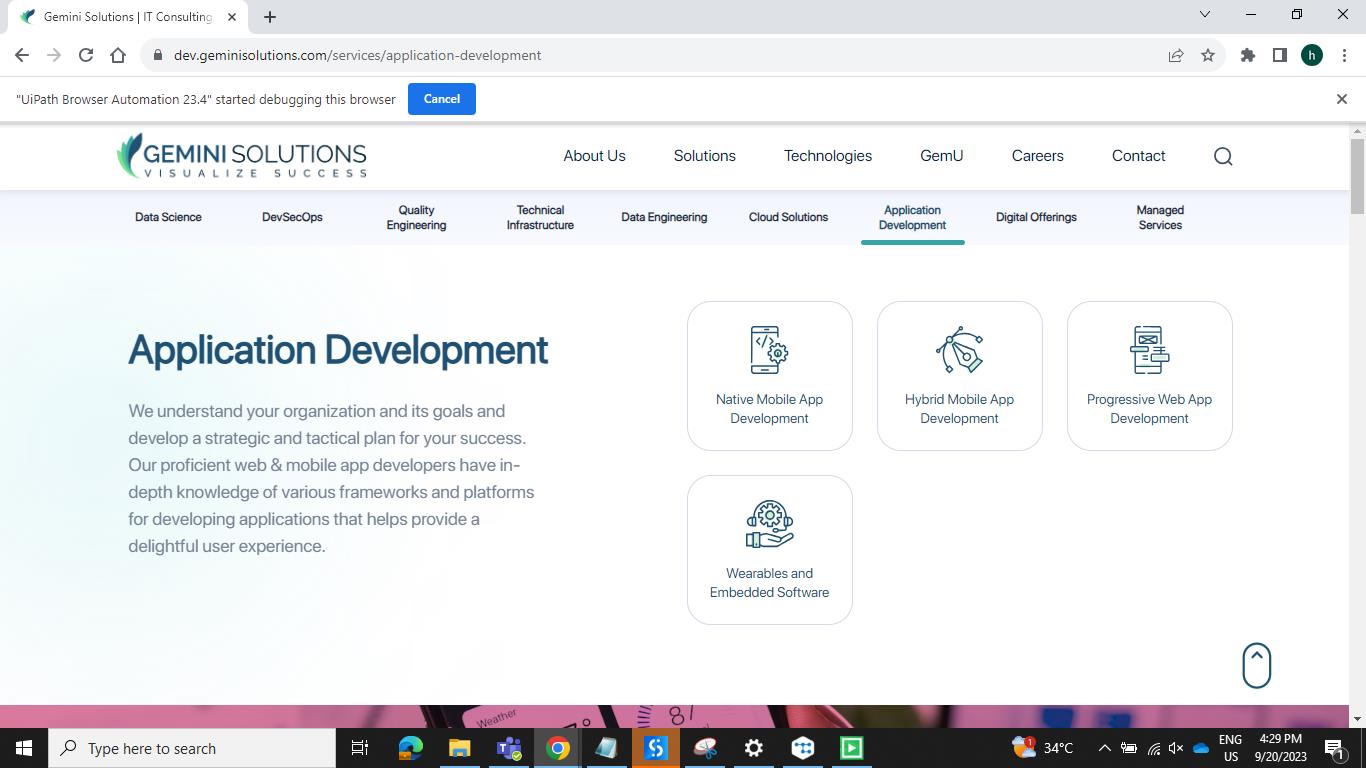 Gemini Solutions | IT Consulting
dev.geminisolutions.com/services/application-development
h
"UiPath Browser Automation 23.4" started debugging this browser
Cancel
GEMINI SOLUTIONS
VISUALIZE SUCCESS
About Us
Solutions
Technologies
GemU
Careers
Contact
Data Science
DevSecOps
Quality
Engineering
Technical
Infrastructure
Data Engineering
Cloud Solutions
Application
Development
Digital Offerings
Managed
Services
Application Development
We understand your organization and its goals and
develop a strategic and tactical plan for your success.
Our proficient web & mobile app developers have in-
depth knowledge of various frameworks and platforms
for developing applications that helps provide a
delightful user experience.
Native Mobile App
Development
Hybrid Mobile App
Development
Progressive Web App
Development
Wearables and
Embedded Software
Weather
Type here to search
1
34°C
ENG
US
4:29 PM
9/20/2023
1